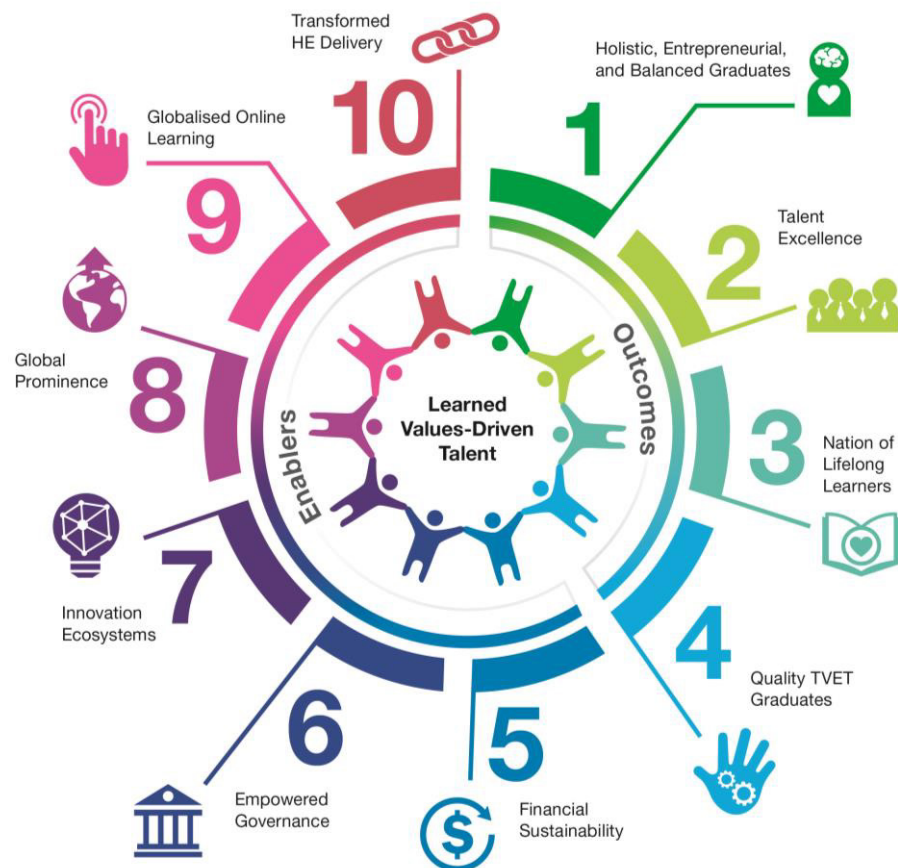 Transformed
HE Delivery
10
Holistic, Entrepreneurial,
and Balanced Graduates
1
Globalised Online
Learning
9
Talent
Excellence
2
Global
Prominence
8
Nation of
Lifelong
Learners
3
Innovation
Ecosystems
7
Quality TVET
Graduates
4
Empowered
Governance
6
Financial
Sustainability
5
$
Enablers
Outcomes
Learned
Values-Driven
Talent